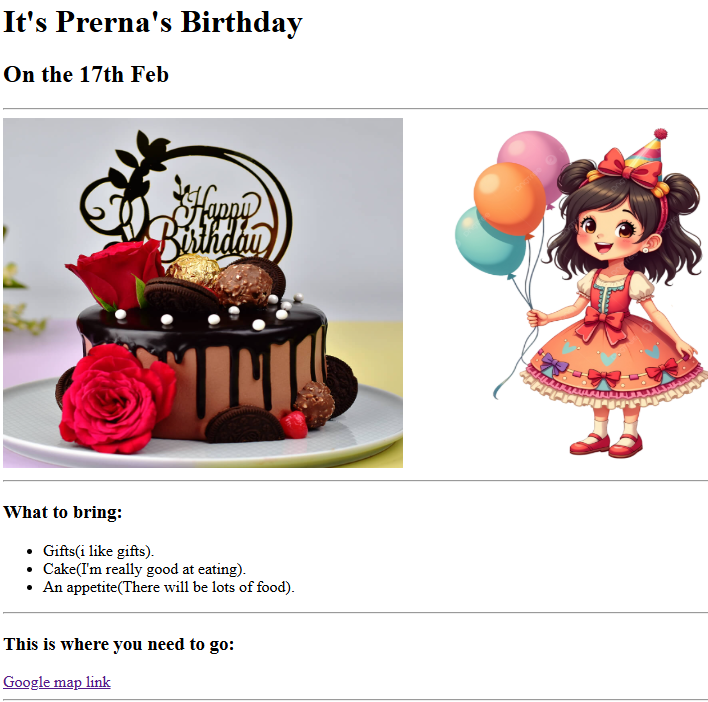 It's Prerna's Birthday
On the 17th Feb
Happy
Birthday
What to bring:
Gifts(i like gifts).
Cake(I'm really good at eating).
An appetite(There will be lots of food).
This is where you need to go:
Google map link